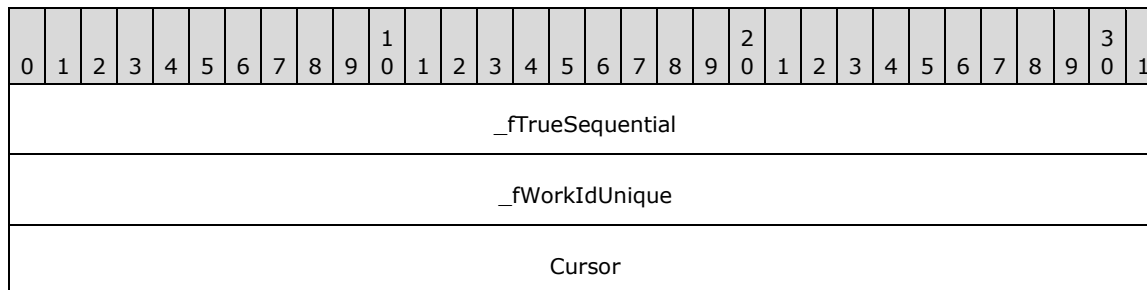 1 2 3
0 1 2 3 4 5 6 7 8 9 0 1 2 3 4 5 6 7 8 9 0 1 2 3 4 5 6 7 8 9 0 1
_fTrueSequential
_fWorkIdUnique
Cursor